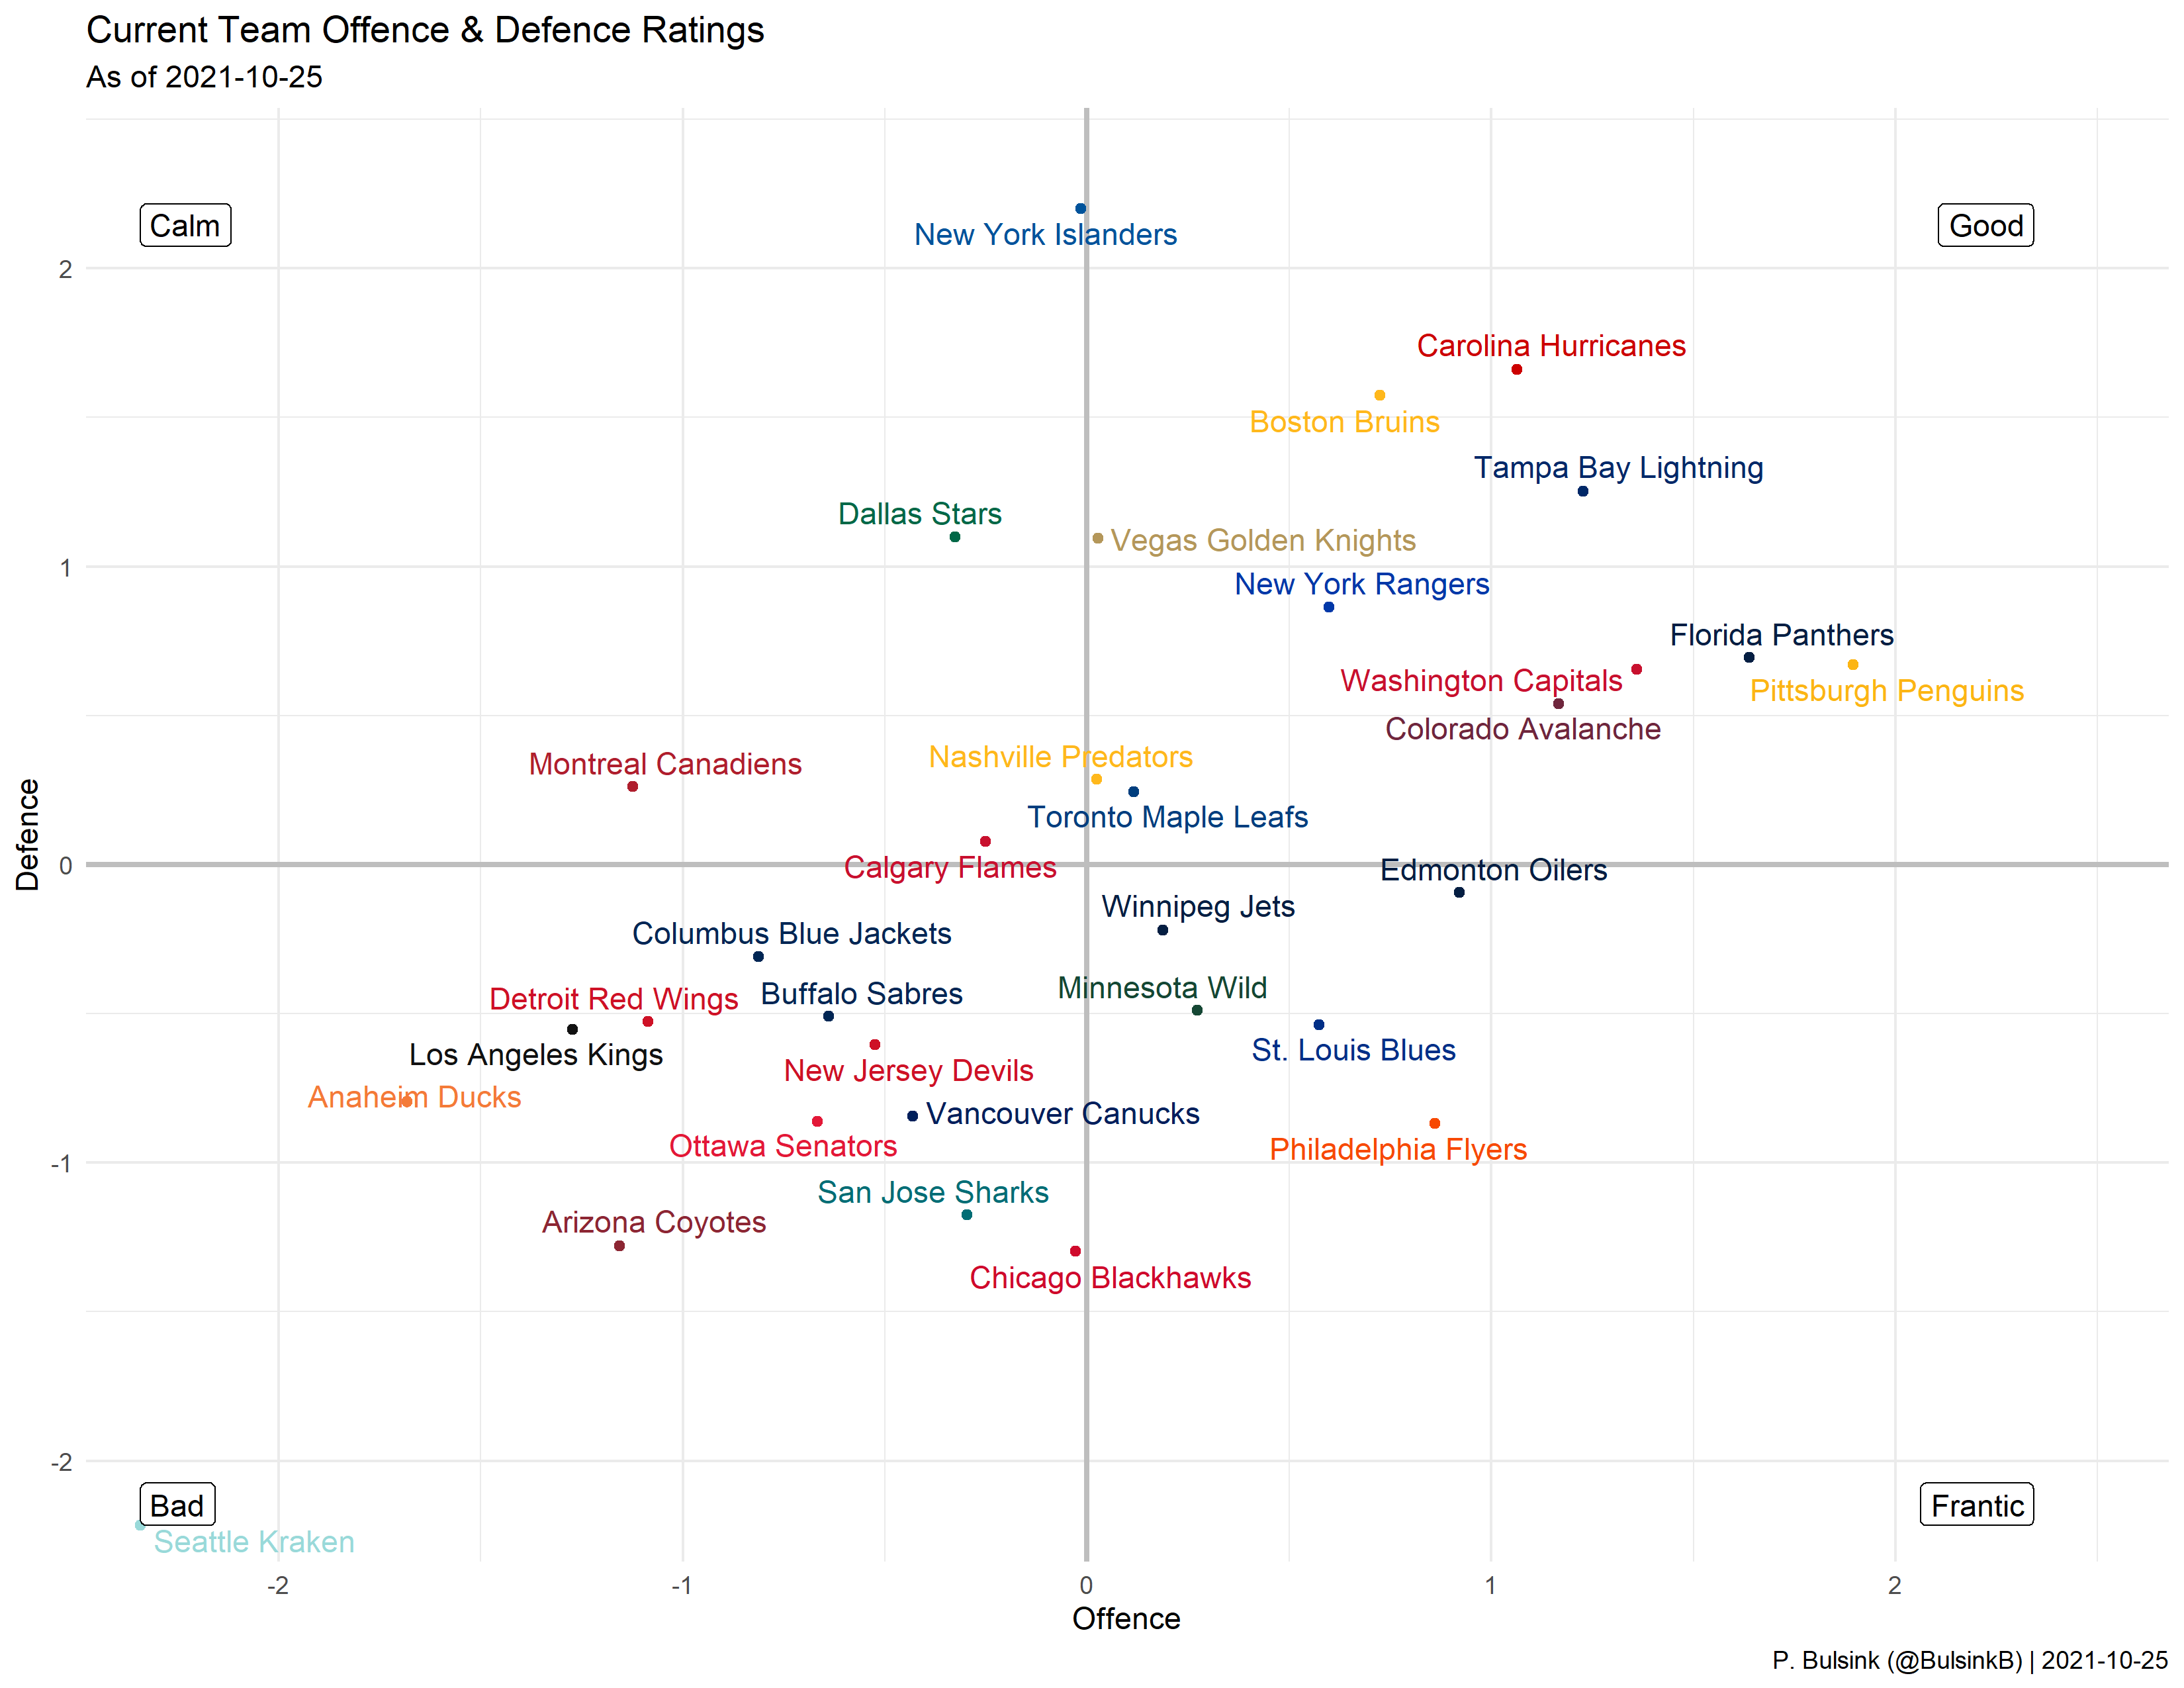 Current Team Offence & Defence Ratings
As of 2021-10-25
Calm
Good
New York Islanders
2
Carolina Hurricanes
Boston Bruins
Tampa Bay Lightning
Dallas Stars
Vegas Golden Knights
1
New York Rangers
Florida Panthers
Washington Capitals
Pittsburgh Penguins
Colorado Avalanche
Nashville Predators
Montreal Canadiens
Toronto Maple Leafs
Defence
0
Calgary Flames
Edmonton Oilers
Winnipeg Jets
Columbus Blue Jackets
Minnesota Wild
Buffalo Sabres
Detroit Red Wings
St. Louis Blues
Los Angeles Kings
New Jersey Devils
Anaheim Ducks
Vancouver Canucks
Ottawa Senators
Philadelphia Flyers
-1
San Jose Sharks
Arizona Coyotes
Chicago Blackhawks
-2
Bad
Frantic
Seattle Kraken
-2
-1
0
1
2
Offence
P. Bulsink (@BulsinkB) | 2021-10-25